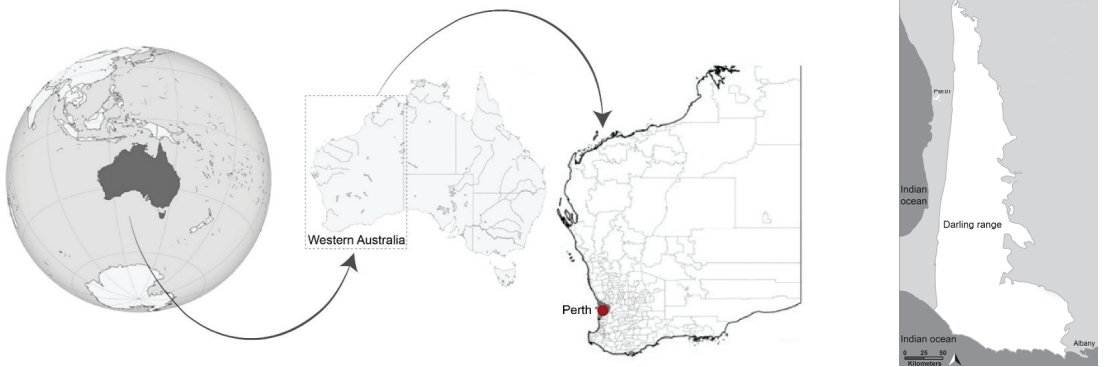 Western Australia
Perth
Perth
Indian
ocean
Darling range
Indian ocean
Albany
0 25 50
Kilometers